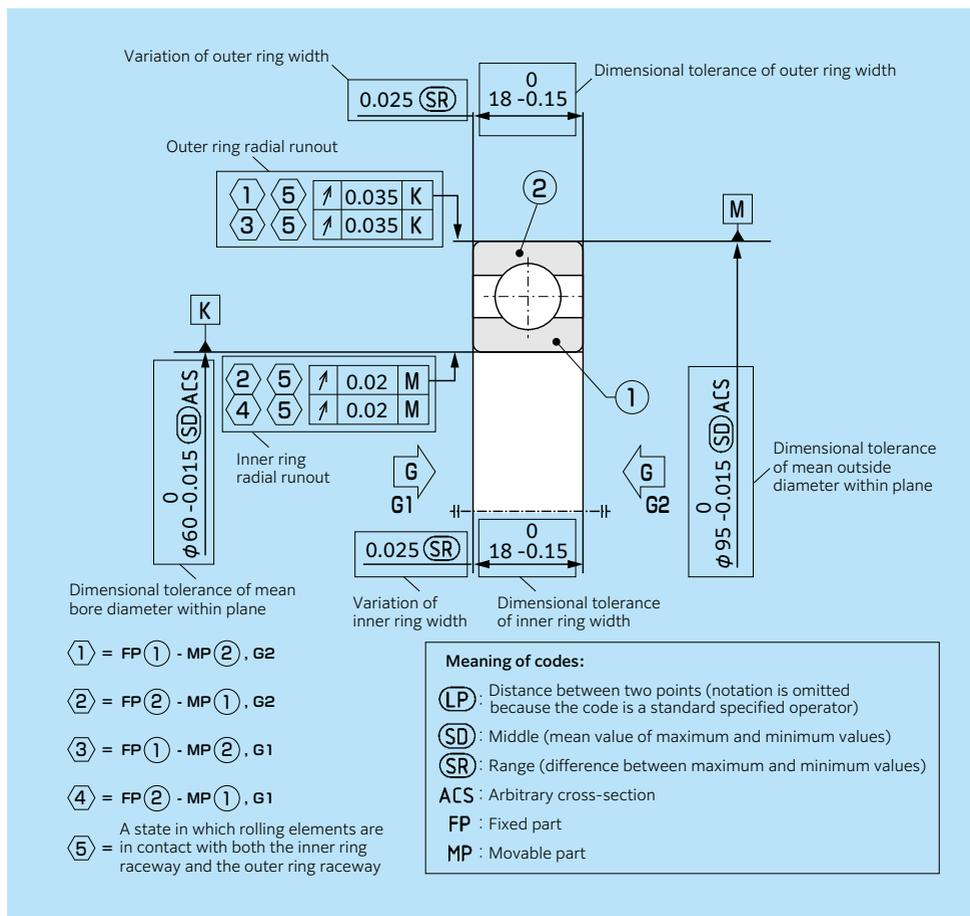 Variation of outer ring width
0.025 SR
0
18 -0.15
Dimensional tolerance of outer ring width
Outer ring radial runout
1 5 ↗ 0.035 K
3 5 ↗ 0.035 K
2
M
K
2 5 ↗ 0.02 M
4 5 ↗ 0.02 M
1
Inner ring
radial runout
0
ϕ60 -0.015 SD ACS
G
G1
G
G2
0
ϕ95 -0.015 SD ACS
Dimensional tolerance
of mean outside
diameter within plane
0.025 SR
0
18 -0.15
Dimensional tolerance of mean
bore diameter within plane
Variation of
inner ring width
Dimensional tolerance
of inner ring width
1 = FP 1 - MP 2 , G2
2 = FP 2 - MP 1 , G2
3 = FP 1 - MP 2 , G1
4 = FP 2 - MP 1 , G1
5 = A state in which rolling elements are
in contact with both the inner ring
raceway and the outer ring raceway
Meaning of codes:
LP : Distance between two points (notation is omitted
because the code is a standard specified operator)
SD : Middle (mean value of maximum and minimum values)
SR : Range (difference between maximum and minimum values)
ACS : Arbitrary cross-section
FP : Fixed part
MP : Movable part